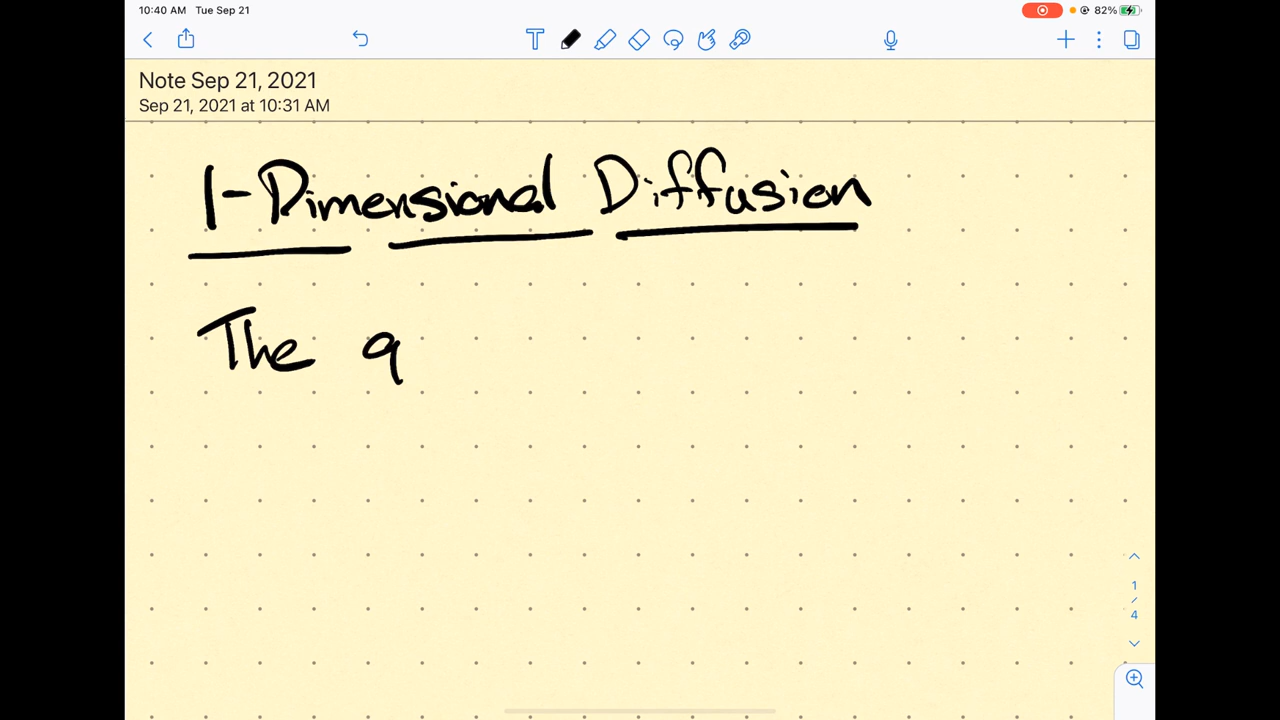 10:40 AM Tue Sep 21
82%
Note Sep 21, 2021
Sep 21, 2021 at 10:31 AM
1-Dimensional Diffusion
The q
1
/
4